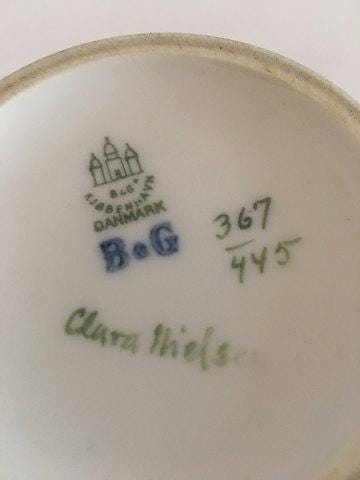 B&G
KJØBENHAVN
DANMARK
B&G
367
445
Clara Nielsen